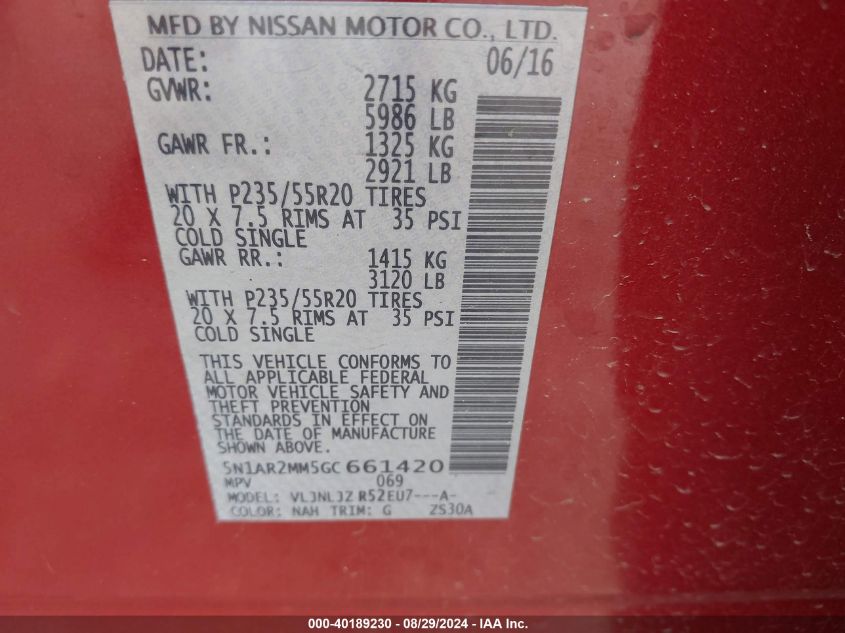 MFD BY NISSAN MOTOR CO., LTD.
DATE: 06/16
GVWR: 2715 KG
5986 LB
GAWR FR.: 1325 KG
2921 LB
WITH P235/55R20 TIRES
20 X 7.5 RIMS AT 35 PSI
COLD SINGLE
GAWR RR.: 1415 KG
3120 LB
WITH P235/55R20 TIRES
20 X 7.5 RIMS AT 35 PSI
COLD SINGLE
THIS VEHICLE CONFORMS TO
ALL APPLICABLE FEDERAL
MOTOR VEHICLE SAFETY AND
THEFT PREVENTION
STANDARDS IN EFFECT ON
THE DATE OF MANUFACTURE
SHOWN ABOVE.
5N1AR2MM5GC661420
MPV 069
MODEL: VLJNLJZ R52EU7---A-
COLOR: NAH TRIM: G ZS30A
000-40189230 - 08/29/2024 - IAA Inc.